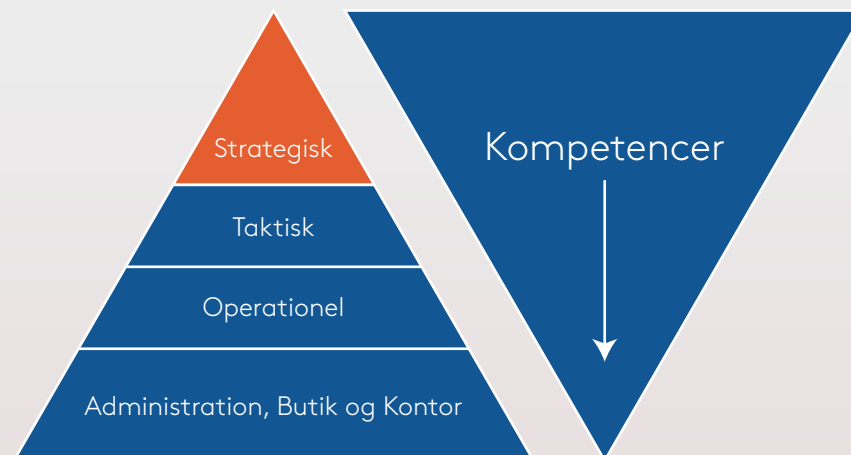 Strategisk
Taktisk
Operationel
Administration, Butik og Kontor
Kompetencer